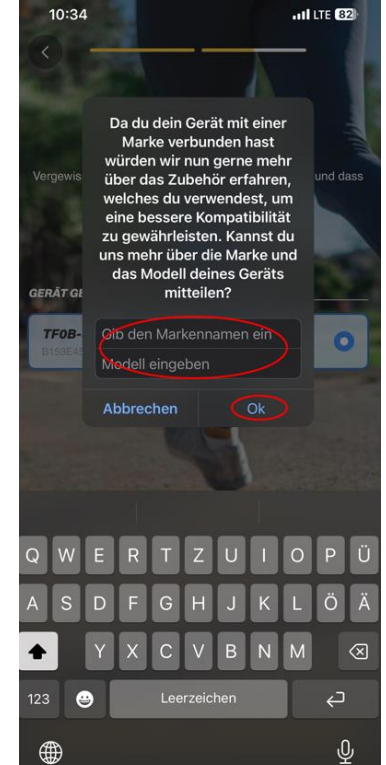 10:34
LTE 82
Da du dein Gerät mit einer
Marke verbunden hast
würden wir nun gerne mehr
über das Zubehör erfahren,
welches du verwendest, um
eine bessere Kompatibilität
zu gewährleisten. Kannst du
uns mehr über die Marke und
das Modell deines Geräts
mitteilen?
Vergewis
und dass
GERÄT GE
TF0B-
Gib den Markennamen ein
Modell eingeben
Abbrechen Ok
Q W E R T Z U I O P Ü
A S D F G H J K L Ö Ä
Y X C V B N M
123 Leerzeichen